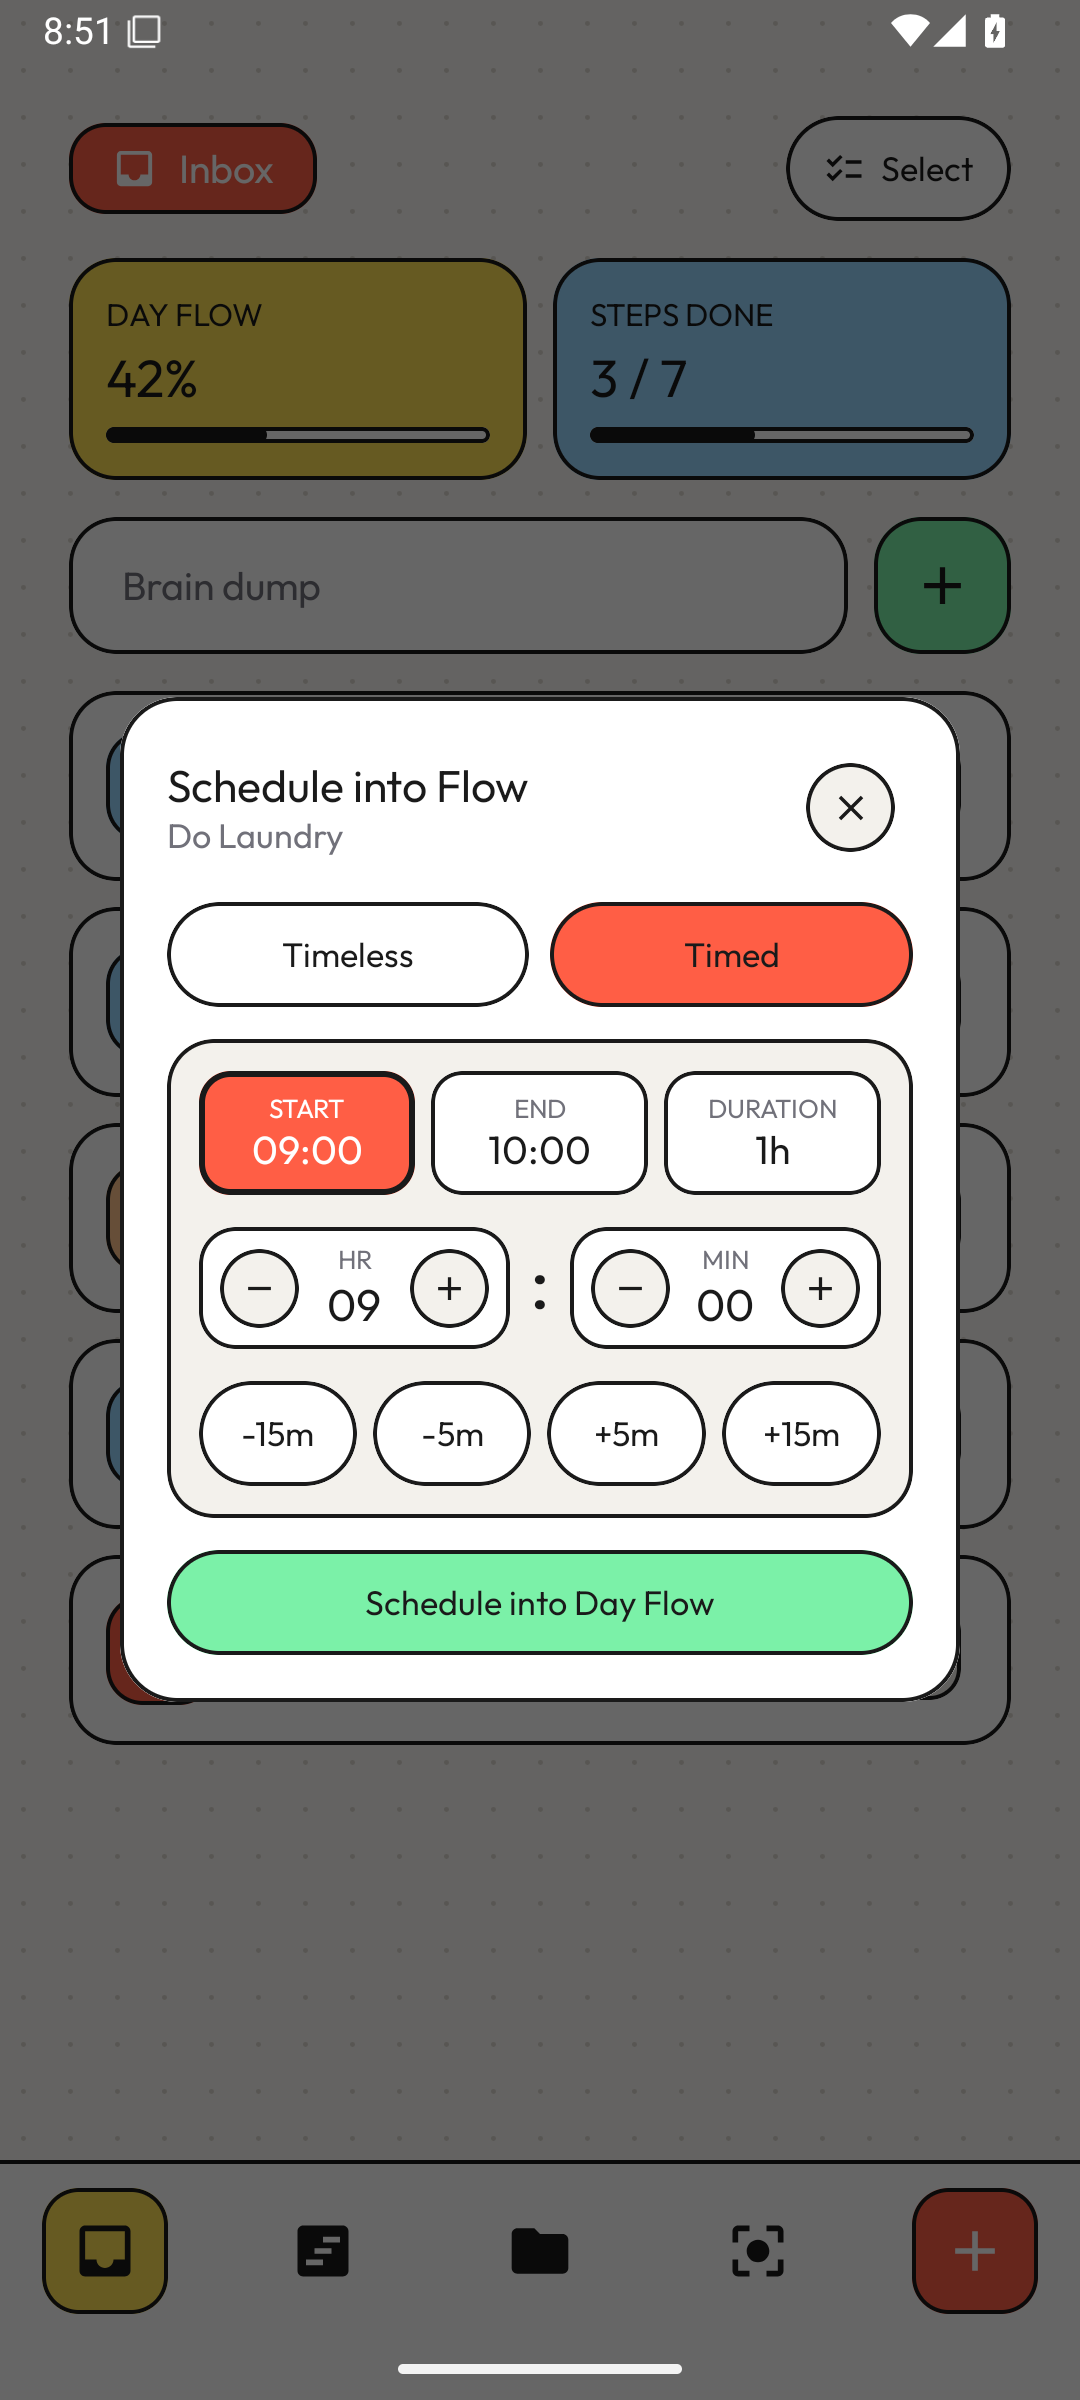 8:51
Inbox
Select
DAY FLOW
42%
STEPS DONE
3 / 7
Brain dump
Schedule into Flow
Do Laundry
Timeless
Timed
START
09:00
END
10:00
DURATION
1h
HR
09
:
MIN
00
-15m
-5m
+5m
+15m
Schedule into Day Flow